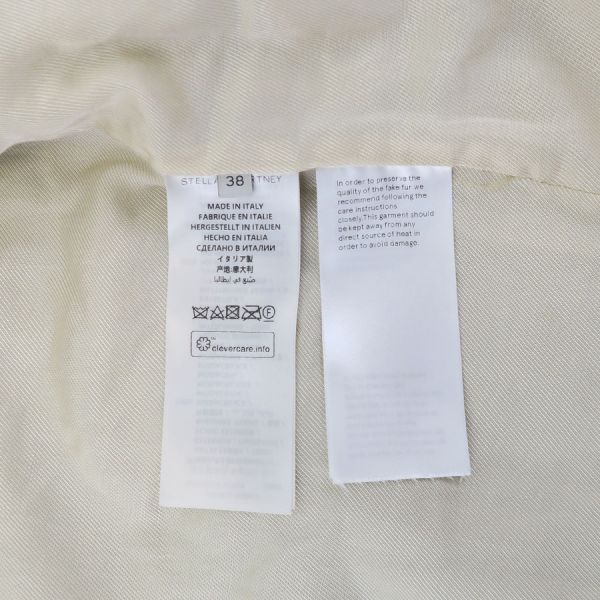 STELLA
38
TNEY
MADE IN ITALY
FABRIQUE EN ITALIE
HERGESTELLT IN ITALIEN
HECHO EN ITALIA
СДЕЛАНО В ИТАЛИИ
イタリア製
产地:意大利
صنع في ايطاليا
clevercare.info
In order to preserve the
quality of the fake fur we
recommend following the
care instructions
closely.This garment should
be kept away from any
direct source of heat in
order to avoid damage.